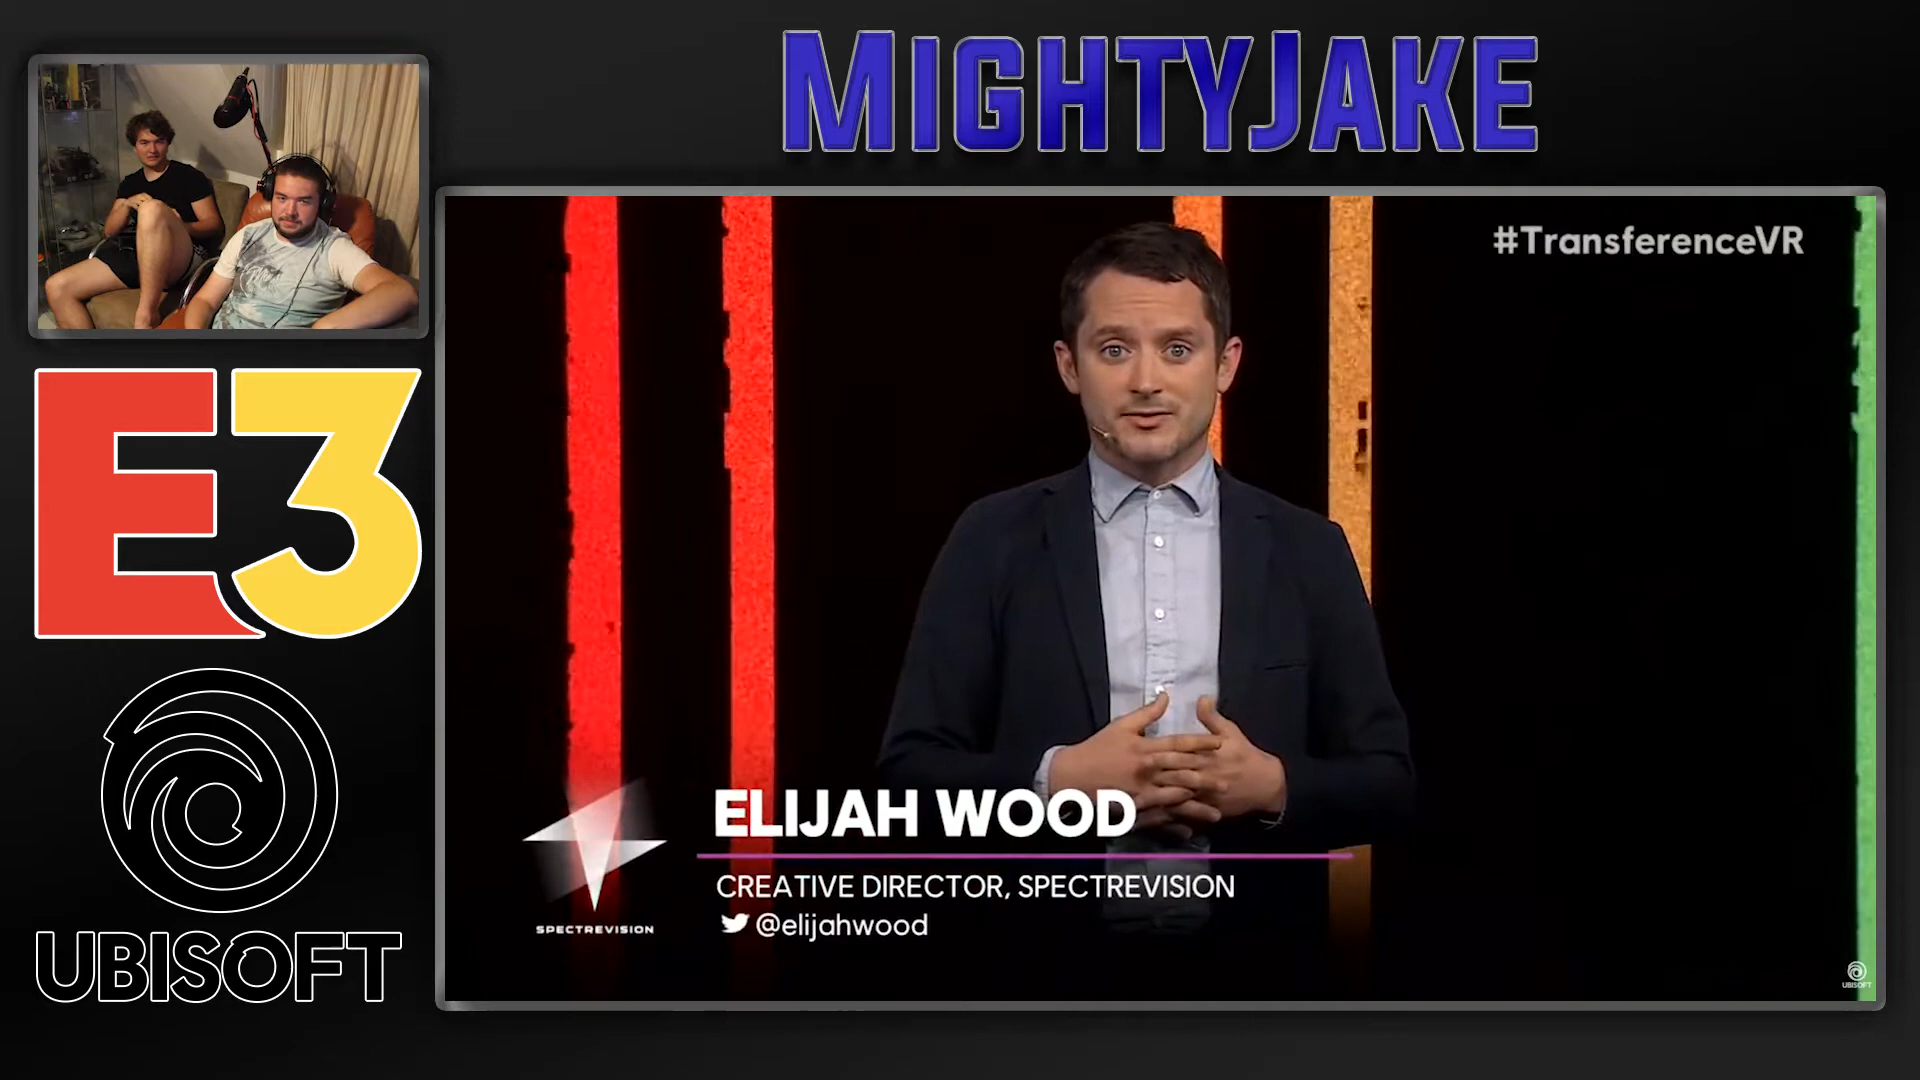 MIGHTYJAKE
#TransferenceVR
E3
UBISOFT
ELIJAH WOOD
CREATIVE DIRECTOR, SPECTREVISION
@elijahwood
SPECTREVISION
UBISOFT